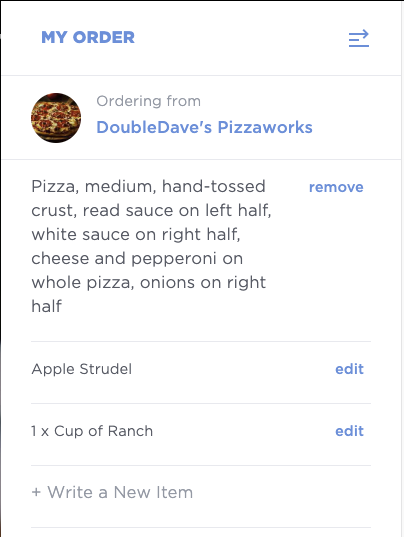 MY ORDER
Ordering from
DoubleDave's Pizzaworks
Pizza, medium, hand-tossed remove
crust, read sauce on left half,
white sauce on right half,
cheese and pepperoni on
whole pizza, onions on right
half
Apple Strudel edit
1 x Cup of Ranch edit
+ Write a New Item